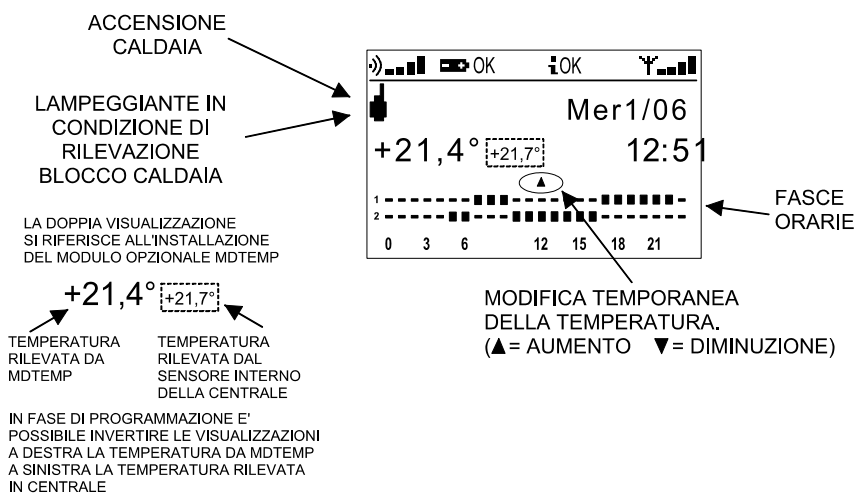 ACCENSIONE
CALDAIA
LAMPEGGIANTE IN
CONDIZIONE DI
RILEVAZIONE
BLOCCO CALDAIA
OK OK
Mer1/06
+21,4° +21,7° 12:51
▲
1
2
0 3 6 12 15 18 21
FASCE
ORARIE
LA DOPPIA VISUALIZZAZIONE
SI RIFERISCE ALL'INSTALLAZIONE
DEL MODULO OPZIONALE MDTEMP
+21,4° +21,7°
TEMPERATURA
RILEVATA DA
MDTEMP
TEMPERATURA
RILEVATA DAL
SENSORE INTERNO
DELLA CENTRALE
MODIFICA TEMPORANEA
DELLA TEMPERATURA.
(▲= AUMENTO ▼= DIMINUZIONE)
IN FASE DI PROGRAMMAZIONE E'
POSSIBILE INVERTIRE LE VISUALIZZAZIONI
A DESTRA LA TEMPERATURA DA MDTEMP
A SINISTRA LA TEMPERATURA RILEVATA
IN CENTRALE